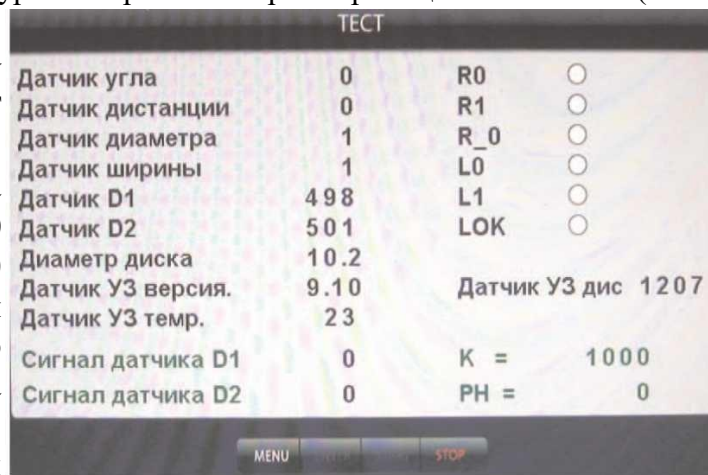 ТЕСТ
Датчик угла 0 R0
Датчик дистанции 0 R1
Датчик диаметра 1 R_0
Датчик ширины 1 L0
Датчик D1 498 L1
Датчик D2 501 LOK
Диаметр диска 10.2
Датчик УЗ версия. 9.10 Датчик УЗ дис 1207
Датчик УЗ темр. 23
Сигнал датчика D1 0 K = 1000
Сигнал датчика D2 0 PH = 0
MENU STOP